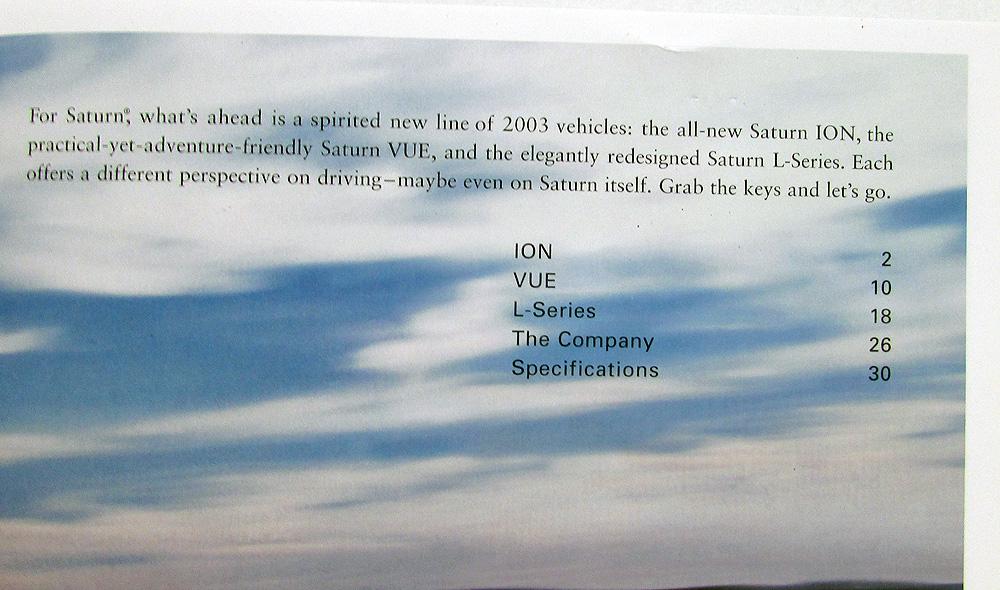 For Saturn®, what's ahead is a spirited new line of 2003 vehicles: the all-new Saturn ION, the
practical-yet-adventure-friendly Saturn VUE, and the elegantly redesigned Saturn L-Series. Each
offers a different perspective on driving—maybe even on Saturn itself. Grab the keys and let's go.
ION 2
VUE 10
L-Series 18
The Company 26
Specifications 30